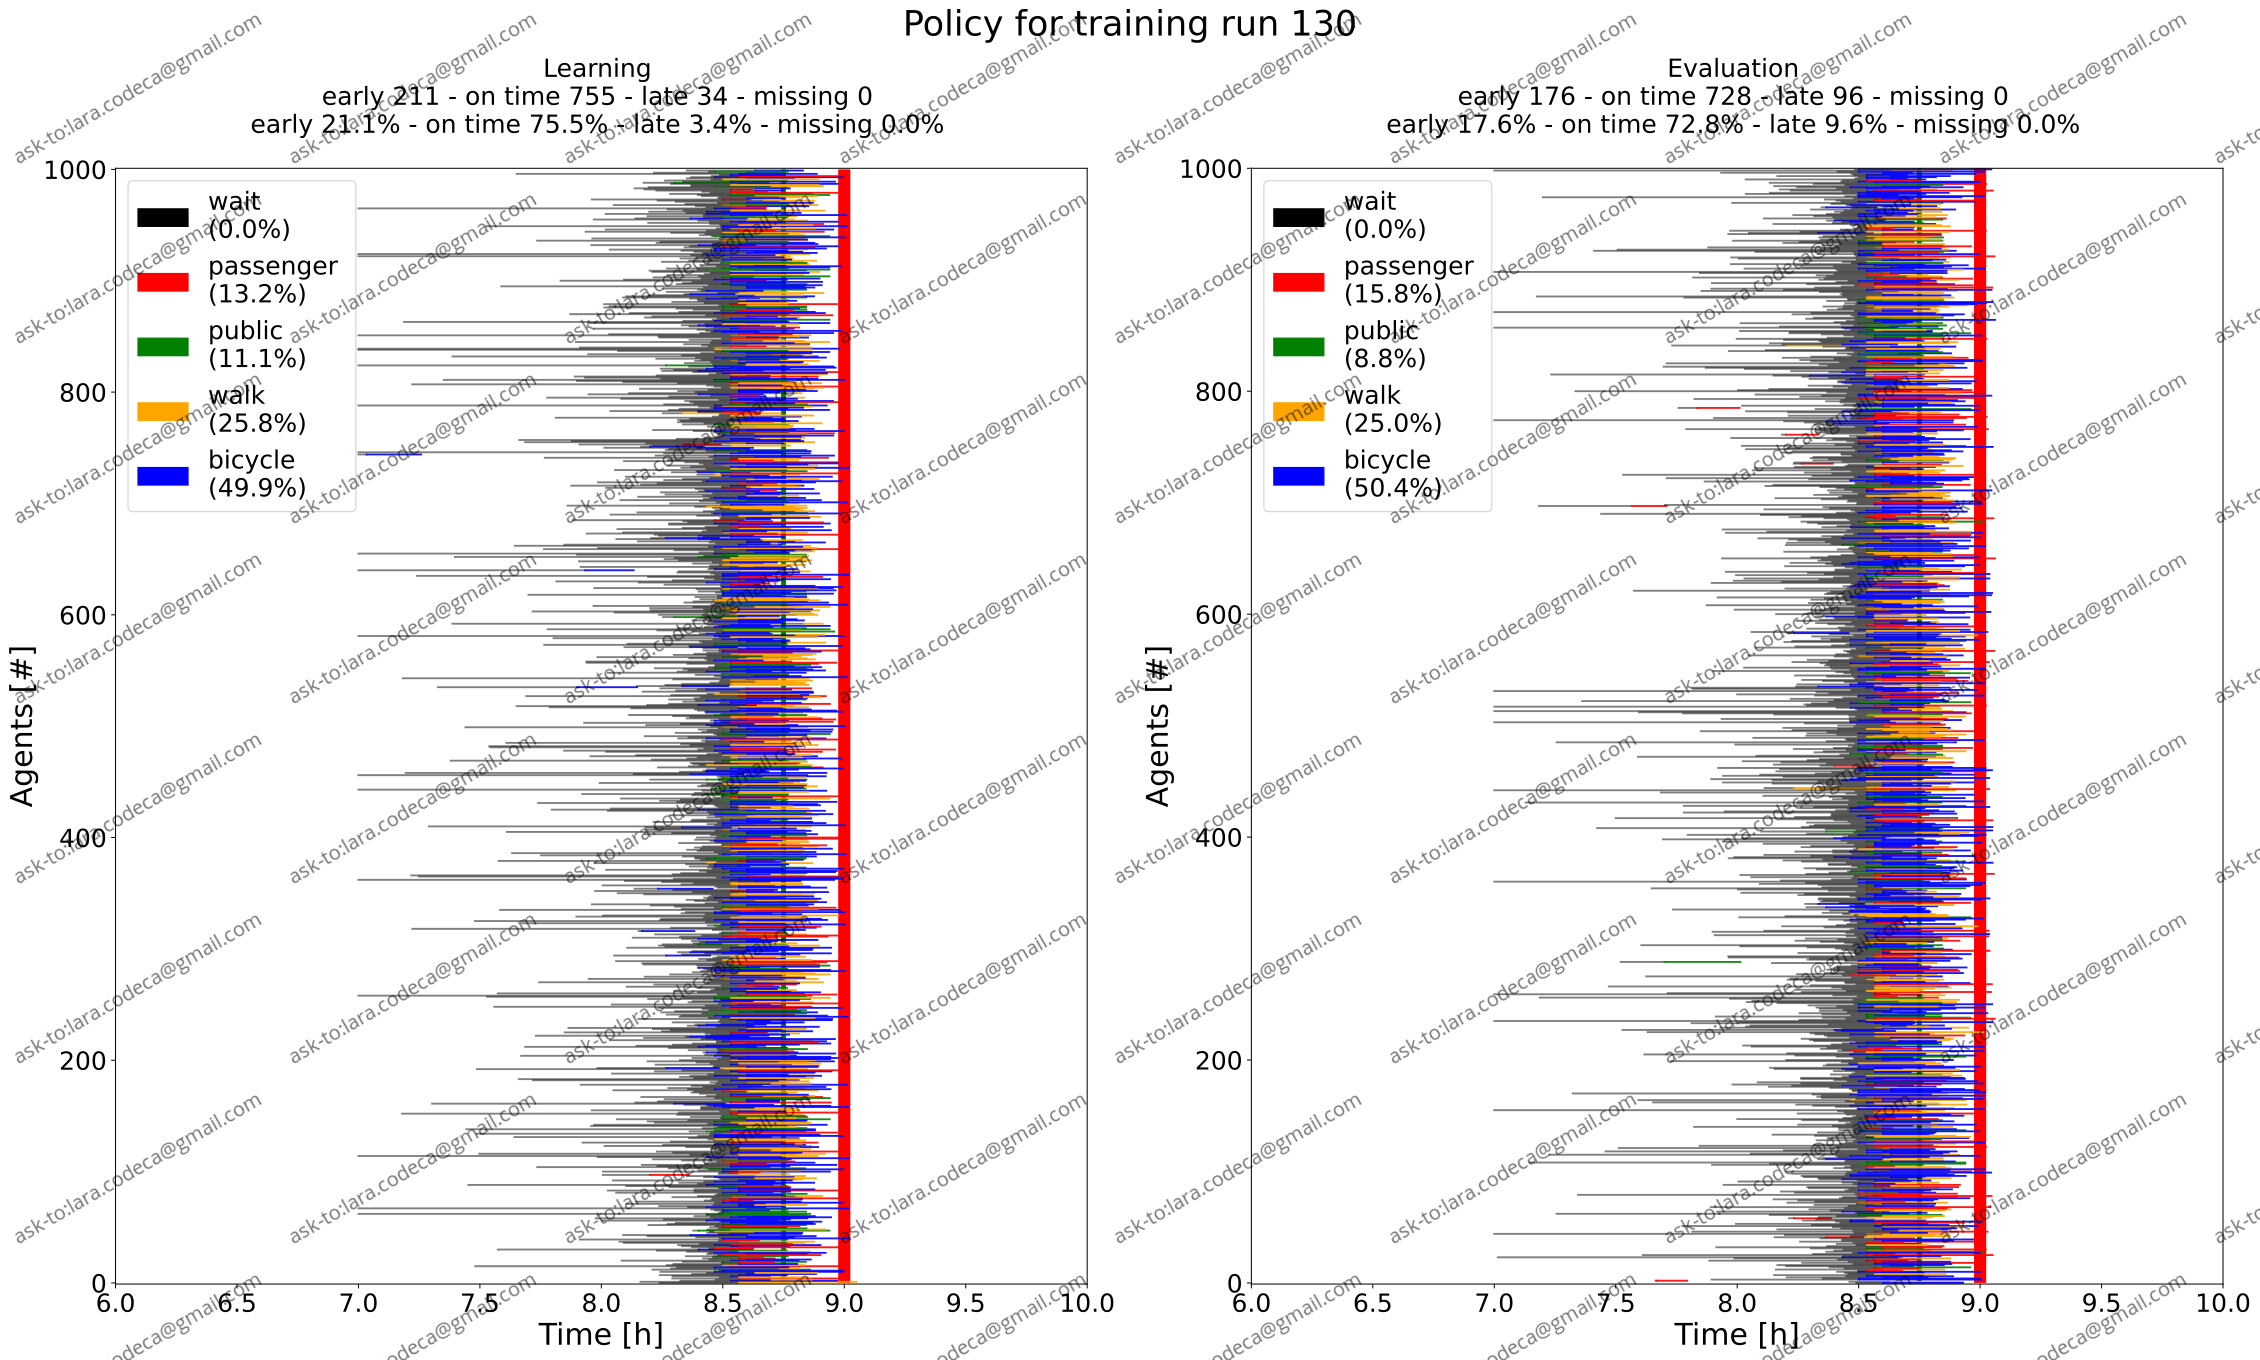 Policy for training run 130
Learning
early 211 - on time 755 - late 34 - missing 0
early 21.1% - on time 75.5% - late 3.4% - missing 0.0%
1000
800
600
400
200
0
Agents [#]
wait
(0.0%)
passenger
(13.2%)
public
(11.1%)
walk
(25.8%)
bicycle
(49.9%)
6.0 6.5 7.0 7.5 8.0 8.5 9.0 9.5 10.0
Time [h]
Evaluation
early 176 - on time 728 - late 96 - missing 0
early 17.6% - on time 72.8% - late 9.6% - missing 0.0%
1000
800
600
400
200
0
Agents [#]
wait
(0.0%)
passenger
(15.8%)
public
(8.8%)
walk
(25.0%)
bicycle
(50.4%)
6.0 6.5 7.0 7.5 8.0 8.5 9.0 9.5 10.0
Time [h]
ask-to:lara.codeca@gmail.com